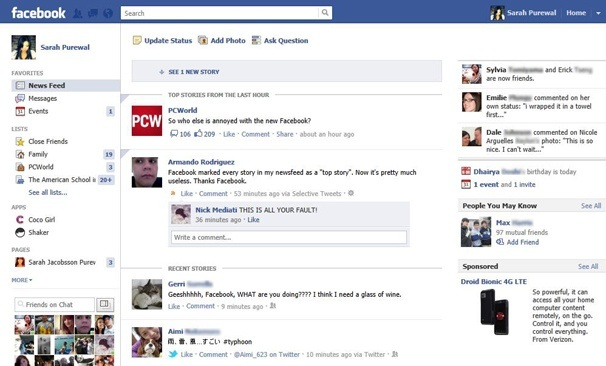 facebook
Search
Sarah Purewal
Home
Sarah Purewal
FAVORITES
News Feed
Messages
Events 1
LISTS
Close Friends
Family 19
PCWorld 3
The American School i 20+
See all lists...
APPS
Coco Girl
Shaker
PAGES
Sarah Jacobsson Purev
MORE
Friends on Chat
Update Status
Add Photo
Ask Question
SEE 1 NEW STORY
TOP STORIES FROM THE LAST HOUR
PCW
PCWorld
So who else is annoyed with the new Facebook?
106 209 · Like · Comment · Share · about an hour ago
Armando Rodriguez
Facebook marked every story in my newsfeed as a "top story". Now it's pretty much
useless. Thanks Facebook.
Like · Comment · 53 minutes ago via Selective Tweets ·
Nick Mediati THIS IS ALL YOUR FAULT!
36 minutes ago · Like
Write a comment...
RECENT STORIES
Gerri
Geeshhhhh, Facebook, WHAT are you doing???? I think I need a glass of wine.
Like · Comment · 9 minutes ago ·
Aimi
雨. 音. 風...すごい #typhoon
Like · Comment · @Aimi_623 on Twitter · 10 minutes ago via Twitter ·
Sylvia and Erick
are now friends.
Emilie commented on her
own status: "i wrapped it in a towel
first..."
Dale commented on Nicole
Arguelles photo: "This is so
nice. I can't wait..."
Dhairya birthday is today
1 event and 1 invite
People You May Know See All
Max
97 mutual friends
Add Friend
Sponsored See All
Droid Bionic 4G LTE
So powerful, it can
access all your home
computer content
remotely, on the go.
Control it, and you
control everything.
From Verizon.